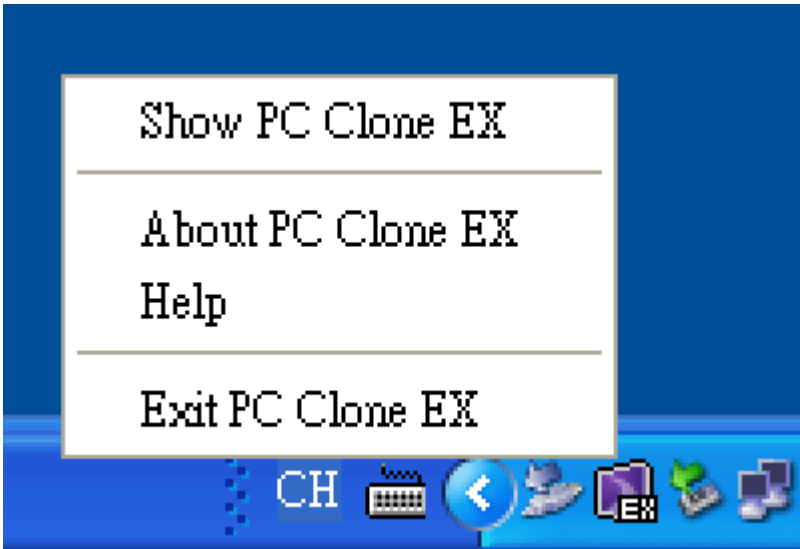 Show PC Clone EX
About PC Clone EX
Help
Exit PC Clone EX
CH
EX